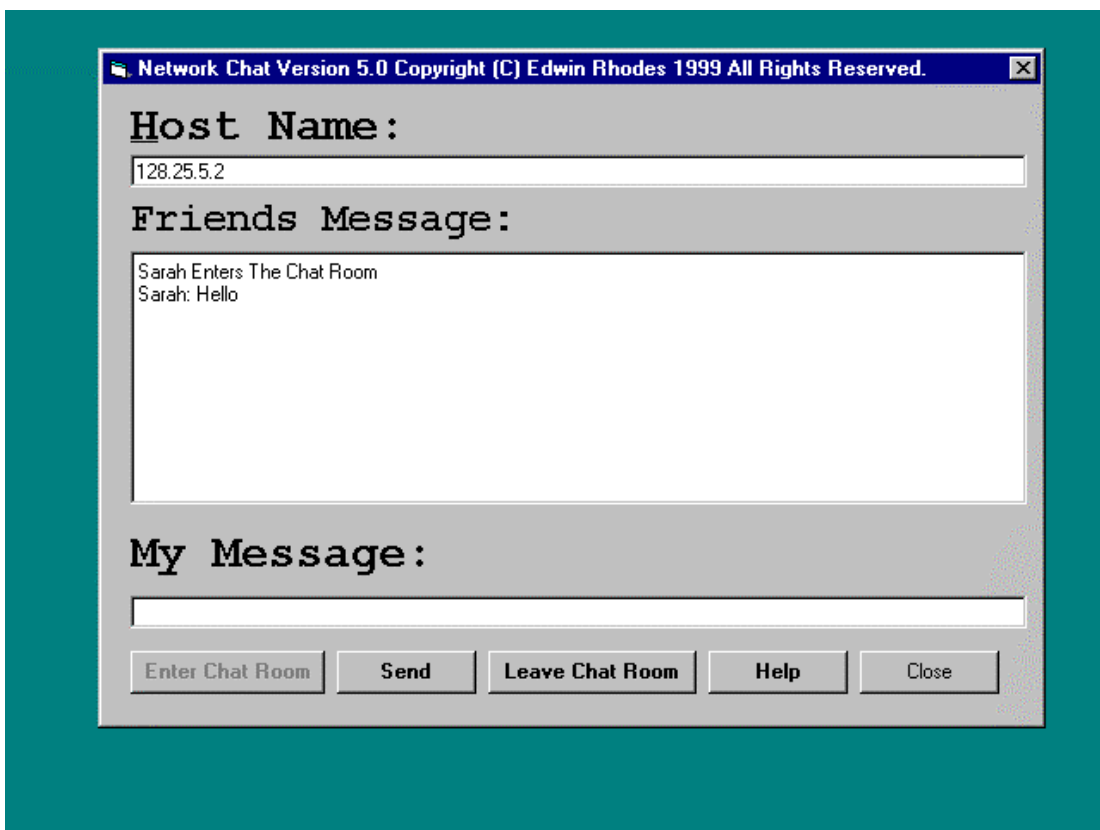 Network Chat Version 5.0 Copyright (C) Edwin Rhodes 1999 All Rights Reserved.
Host Name:
128.25.5.2
Friends Message:
Sarah Enters The Chat Room
Sarah: Hello
My Message:
Enter Chat Room Send Leave Chat Room Help Close